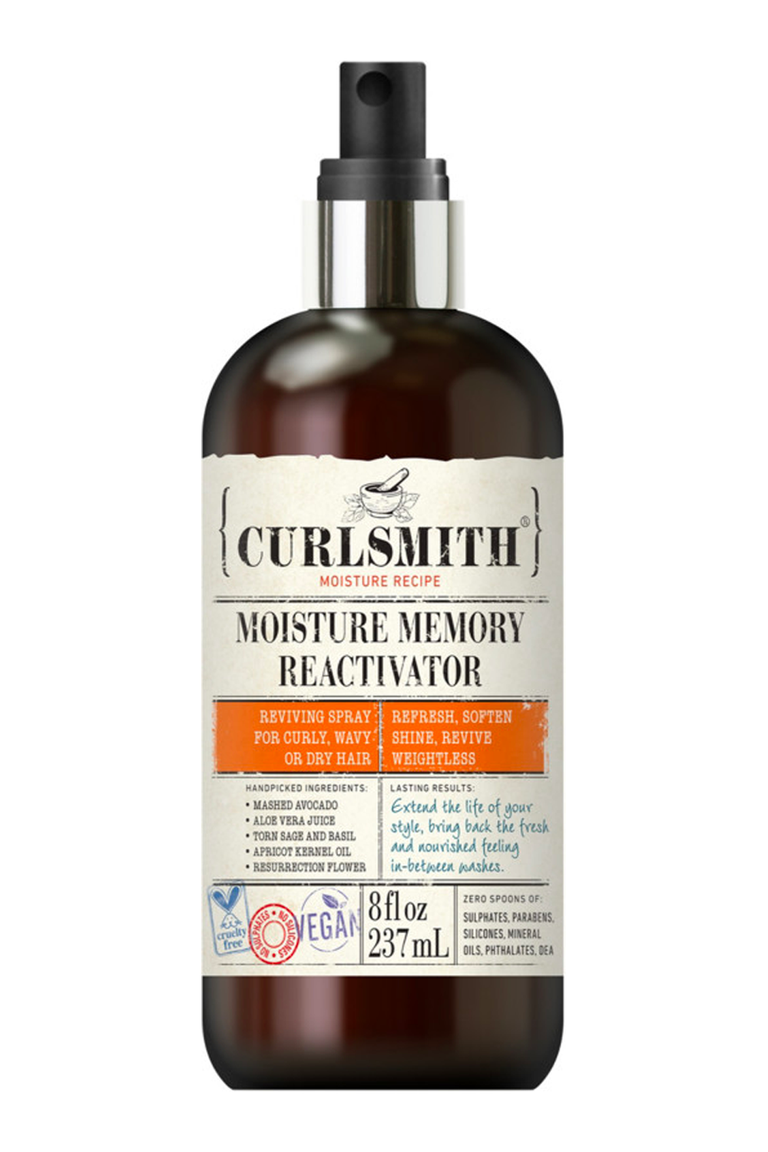 {CURLSMITH}®
MOISTURE RECIPE
MOISTURE MEMORY
REACTIVATOR
REVIVING SPRAY
FOR CURLY, WAVY
OR DRY HAIR
REFRESH, SOFTEN
SHINE, REVIVE
WEIGHTLESS
HANDPICKED INGREDIENTS:
• MASHED AVOCADO
• ALOE VERA JUICE
• TORN SAGE AND BASIL
• APRICOT KERNEL OIL
• RESURRECTION FLOWER
LASTING RESULTS:
Extend the life of your
style, bring back the fresh
and nourished feeling
in-between washes.
cruelty
free
NO SULPHATES • NO SILICONES •
VEGAN
8 fl oz
237 mL
ZERO SPOONS OF:
SULPHATES, PARABENS,
SILICONES, MINERAL
OILS, PHTHALATES, DEA